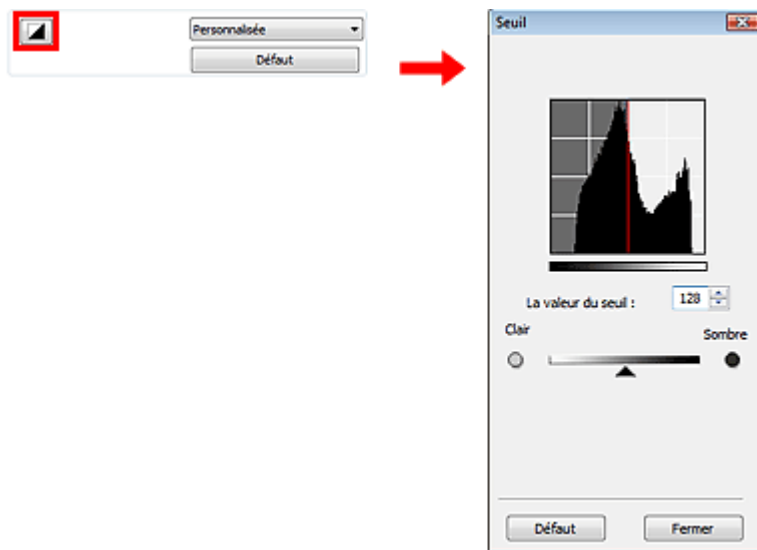 Personnalisée
Défaut
Seuil
La valeur du seuil :
128
Clair
Sombre
Défaut
Fermer